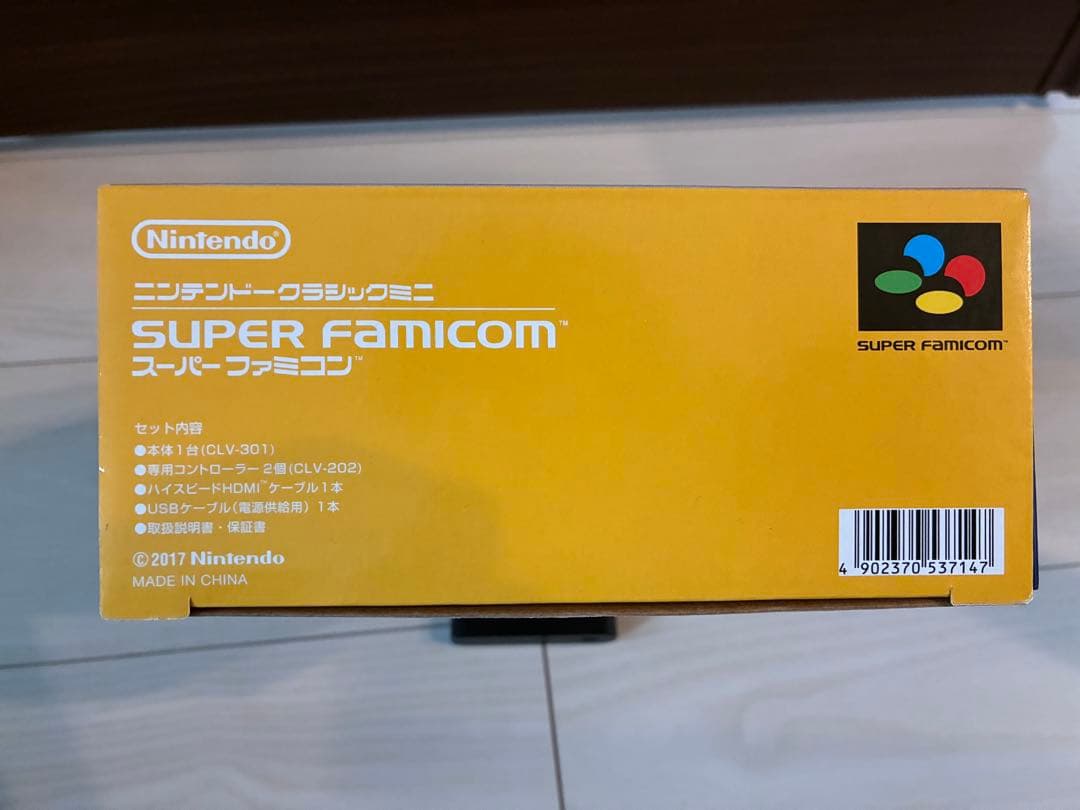 Nintendo®
ニンテンドークラシックミニ
SUPER FAMICOM™
スーパーファミコン™
セット内容
●本体1台(CLV-301)
●専用コントローラー2個(CLV-202)
●ハイスピードHDMI™ケーブル1本
●USBケーブル(電源供給用)1本
●取扱説明書・保証書
©2017 Nintendo
MADE IN CHINA
SUPER FAMICOM™
4 902370 537147